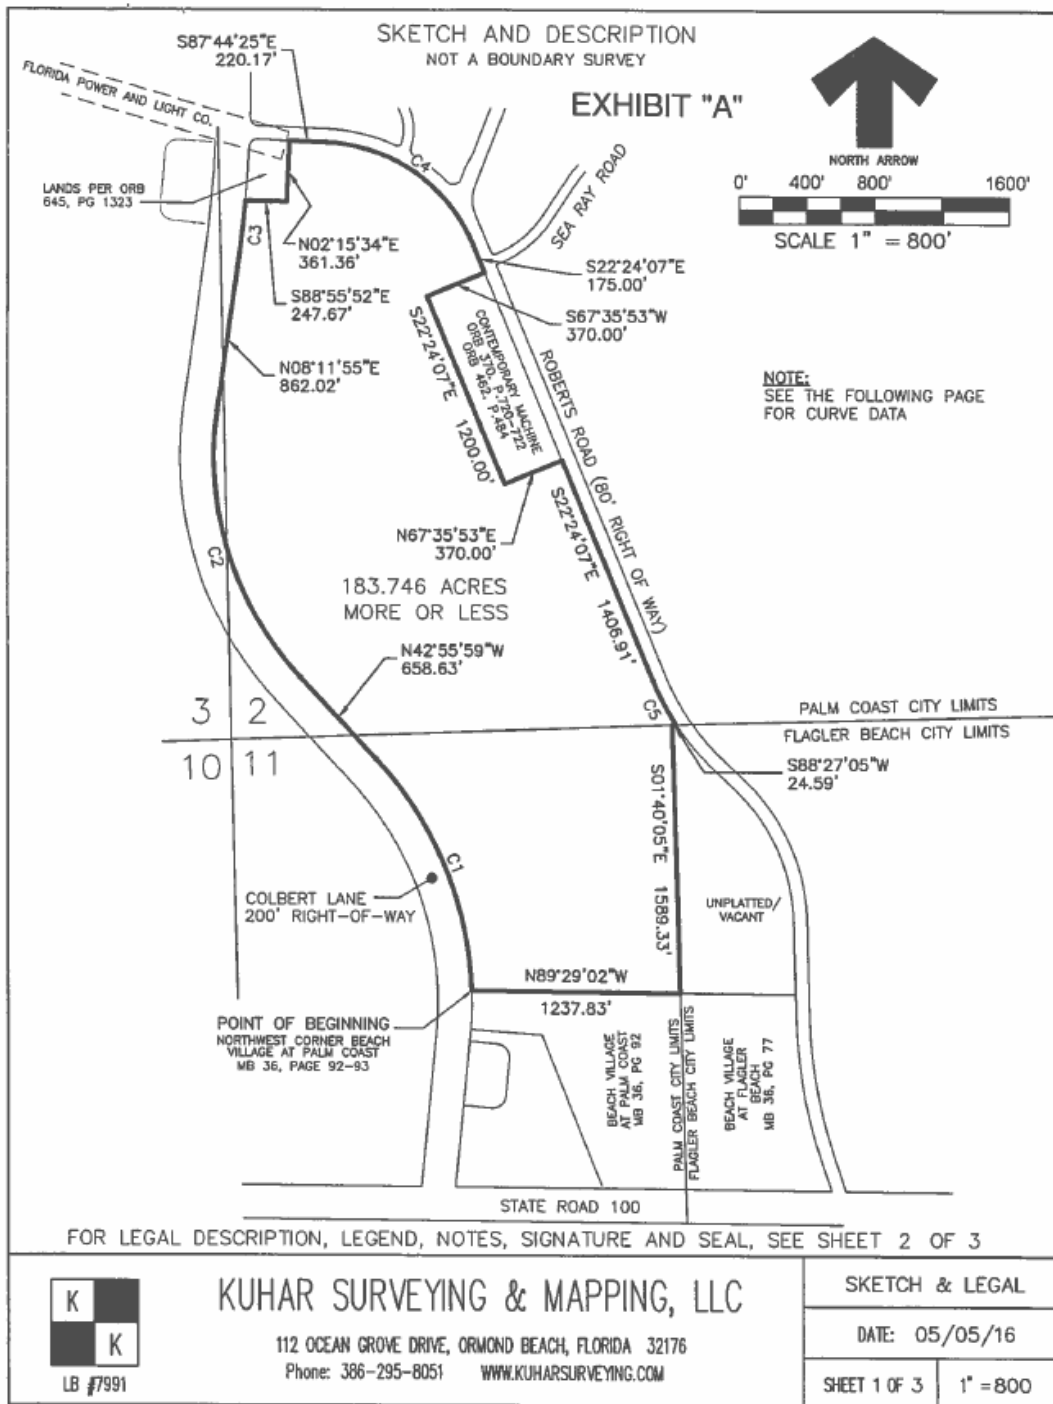 SKETCH AND DESCRIPTION
NOT A BOUNDARY SURVEY
EXHIBIT "A"
S87°44'25"E
220.17'
FLORIDA POWER AND LIGHT CO.
NORTH ARROW
0' 400' 800' 1600'
SCALE 1" = 800'
LANDS PER ORB
645, PG 1323
C4
SEA RAY ROAD
C3
N02°15'34"E
361.36'
S88°55'52"E
247.67'
S22°24'07"E
175.00'
S67°35'53"W
370.00'
N08°11'55"E
862.02'
S22°24'07"E 1200.00'
CONTEMPORARY MACHINE
ORB 370, P.720-722
ORB 462, P.484
ROBERTS ROAD (80' RIGHT OF WAY)
NOTE:
SEE THE FOLLOWING PAGE
FOR CURVE DATA
N67°35'53"E
370.00'
S22°24'07"E 1406.91'
C2
183.746 ACRES
MORE OR LESS
N42°55'59"W
658.63'
C5
3 2
10 11
PALM COAST CITY LIMITS
FLAGLER BEACH CITY LIMITS
S88°27'05"W
24.59'
S01°40'05"E 1589.33'
C1
COLBERT LANE
200' RIGHT-OF-WAY
UNPLATTED/
VACANT
N89°29'02"W
1237.83'
POINT OF BEGINNING
NORTHWEST CORNER BEACH
VILLAGE AT PALM COAST
MB 36, PAGE 92-93
BEACH VILLAGE
AT PALM COAST
MB 36, PG 92
PALM COAST CITY LIMITS
FLAGLER BEACH CITY LIMITS
BEACH VILLAGE
AT FLAGLER
BEACH
MB 36, PG 77
STATE ROAD 100
FOR LEGAL DESCRIPTION, LEGEND, NOTES, SIGNATURE AND SEAL, SEE SHEET 2 OF 3
K
K
LB #7991
KUHAR SURVEYING & MAPPING, LLC
112 OCEAN GROVE DRIVE, ORMOND BEACH, FLORIDA 32176
Phone: 386-295-8051 WWW.KUHARSURVEYING.COM
SKETCH & LEGAL
DATE: 05/05/16
SHEET 1 OF 3
1" =800